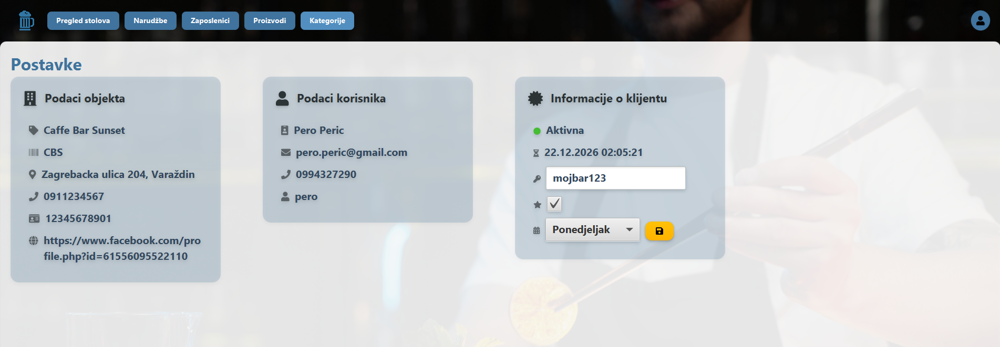 Pregled stolova
Narudžbe
Zaposlenici
Proizvodi
Kategorije
Postavke
Podaci objekta
Caffe Bar Sunset
CBS
Zagrebacka ulica 204, Varaždin
0911234567
12345678901
https://www.facebook.com/pro
file.php?id=61556095522110
Podaci korisnika
Pero Peric
pero.peric@gmail.com
0994327290
pero
Informacije o klijentu
Aktivna
22.12.2026 02:05:21
mojbar123
Ponedjeljak